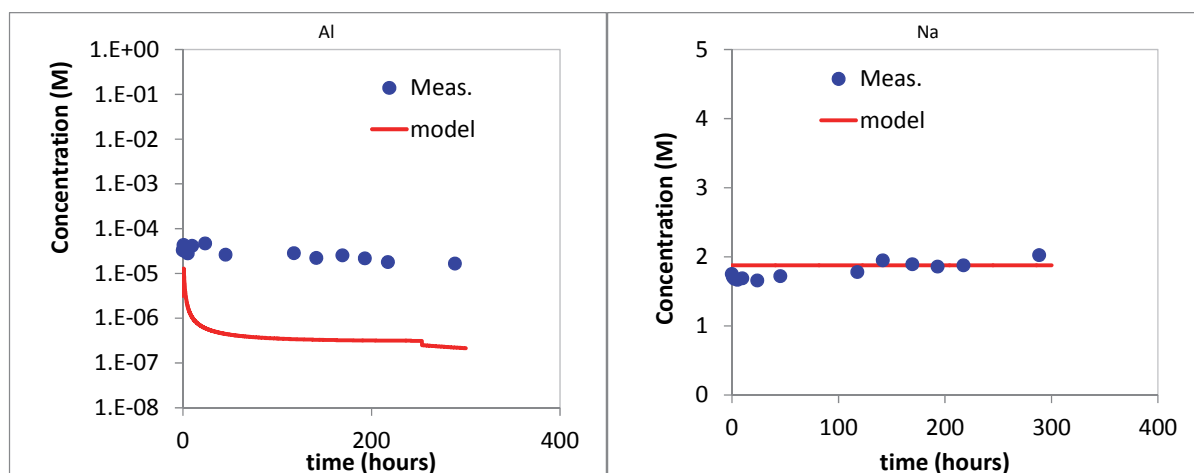 Al
Concentration (M)
1.E+00
1.E-01
1.E-02
1.E-03
1.E-04
1.E-05
1.E-06
1.E-07
1.E-08
Meas.
model
0
200
400
time (hours)
Na
Concentration (M)
5
4
3
2
1
0
Meas.
model
0
100
200
300
400
time (hours)